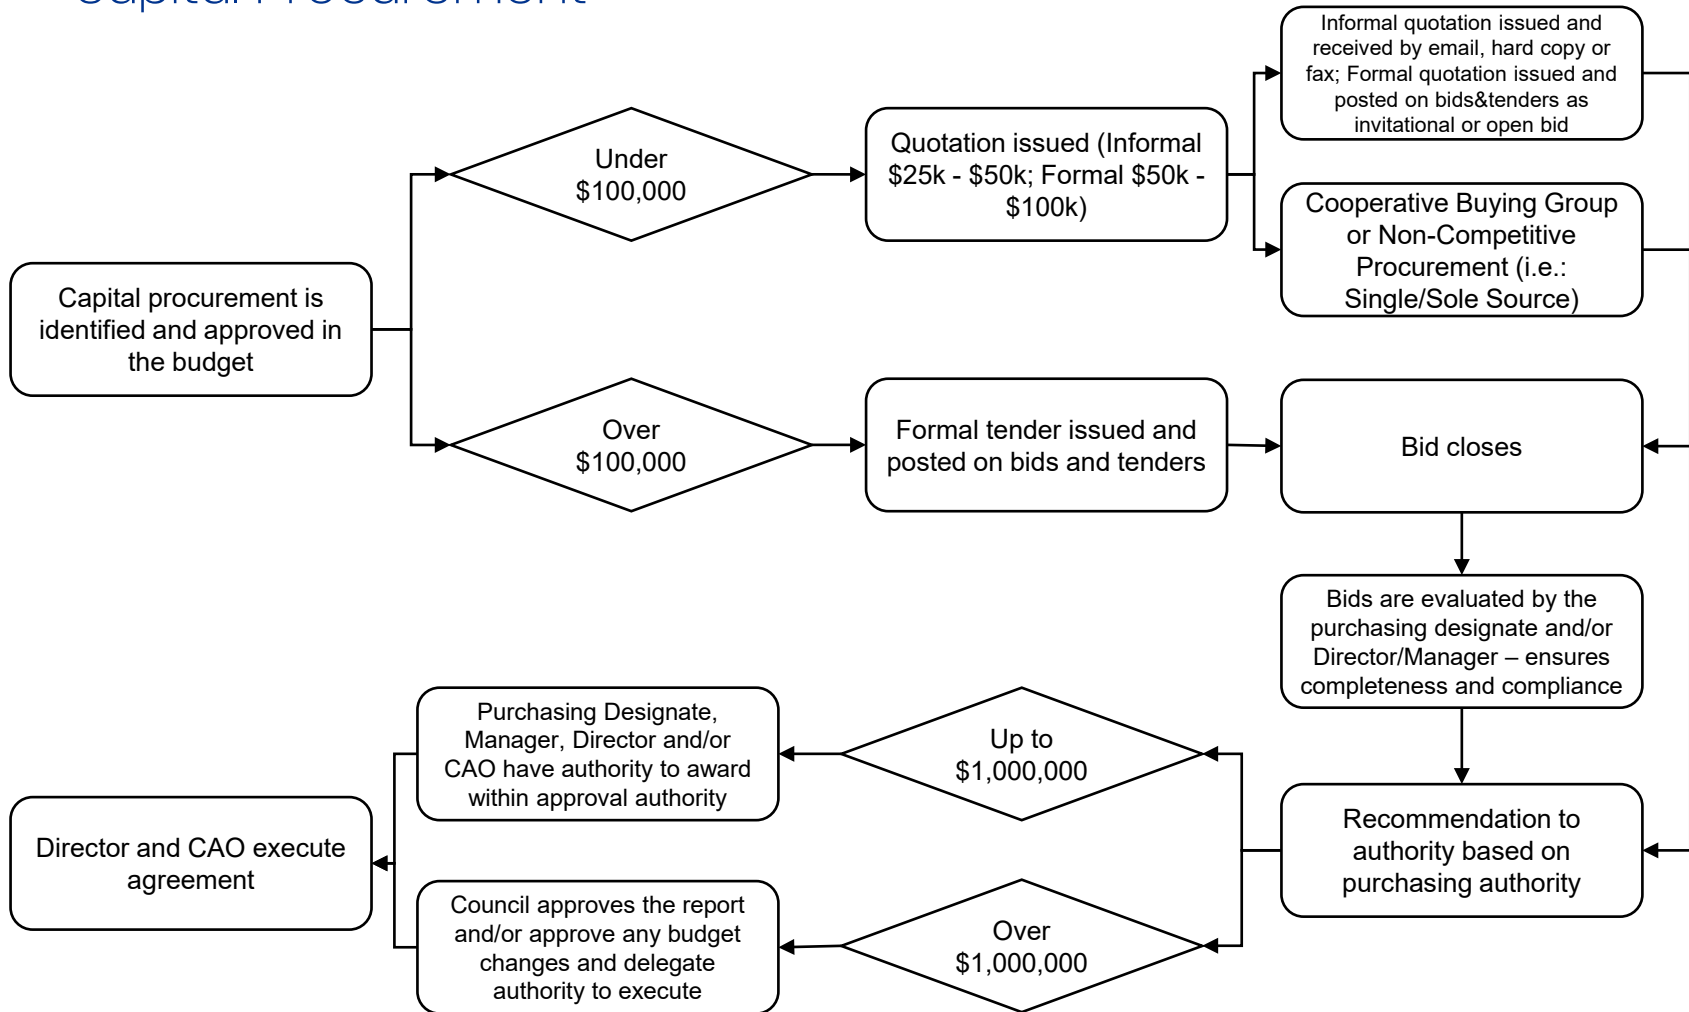 Capital Procurement
Informal quotation issued and
received by email, hard copy or
fax; Formal quotation issued and
posted on bids&tenders as
invitational or open bid
Under
$100,000
Quotation issued (Informal
$25k - $50k; Formal $50k -
$100k)
Cooperative Buying Group
or Non-Competitive
Procurement (i.e.:
Single/Sole Source)
Capital procurement is
identified and approved in
the budget
Over
$100,000
Formal tender issued and
posted on bids and tenders
Bid closes
Bids are evaluated by the
purchasing designate and/or
Director/Manager – ensures
completeness and compliance
Recommendation to
authority based on
purchasing authority
Up to
$1,000,000
Purchasing Designate,
Manager, Director and/or
CAO have authority to award
within approval authority
Over
$1,000,000
Council approves the report
and/or approve any budget
changes and delegate
authority to execute
Director and CAO execute
agreement